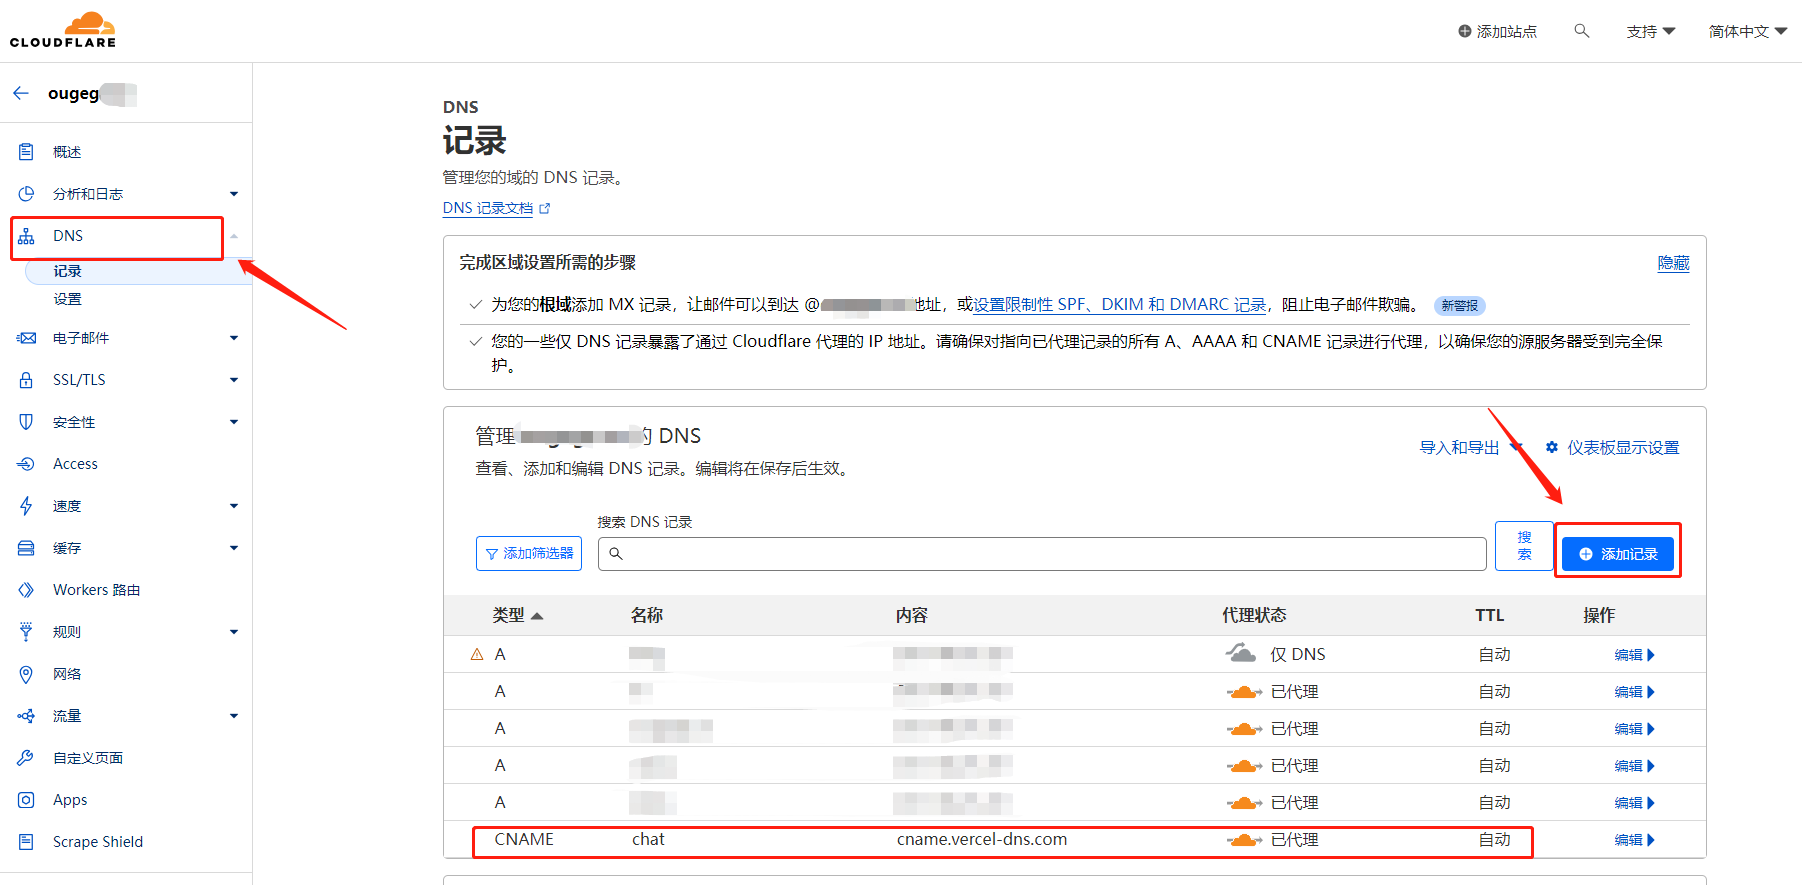 CLOUDFLARE
添加站点
支持
简体中文
ougeg
概述
分析和日志
DNS
记录
设置
电子邮件
SSL/TLS
安全性
Access
速度
缓存
Workers 路由
规则
网络
流量
自定义页面
Apps
Scrape Shield
DNS
记录
管理您的域的 DNS 记录。
DNS 记录文档
完成区域设置所需的步骤
隐藏
为您的根域添加 MX 记录，让邮件可以到达 @地址，或设置限制性 SPF、DKIM 和 DMARC 记录，阻止电子邮件欺骗。 新警报
您的一些仅 DNS 记录暴露了通过 Cloudflare 代理的 IP 地址。请确保对指向已代理记录的所有 A、AAAA 和 CNAME 记录进行代理，以确保您的源服务器受到完全保
护。
管理 的 DNS
导入和导出
仪表板显示设置
查看、添加和编辑 DNS 记录。编辑将在保存后生效。
搜索 DNS 记录
添加筛选器
搜
索
添加记录
类型 名称 内容 代理状态 TTL 操作
A 仅 DNS 自动 编辑
A 已代理 自动 编辑
A 已代理 自动 编辑
A 已代理 自动 编辑
A 已代理 自动 编辑
CNAME chat cname.vercel-dns.com 已代理 自动 编辑